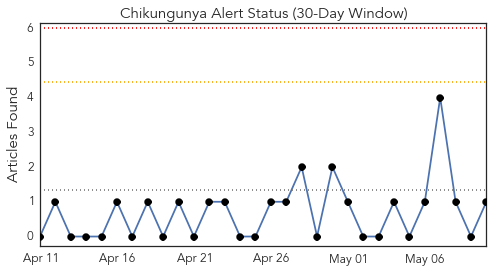 Chikungunya Alert Status (30-Day Window)
Articles Found
6
5
4
3
2
1
0
Apr 11 Apr 16 Apr 21 Apr 26 May 01 May 06